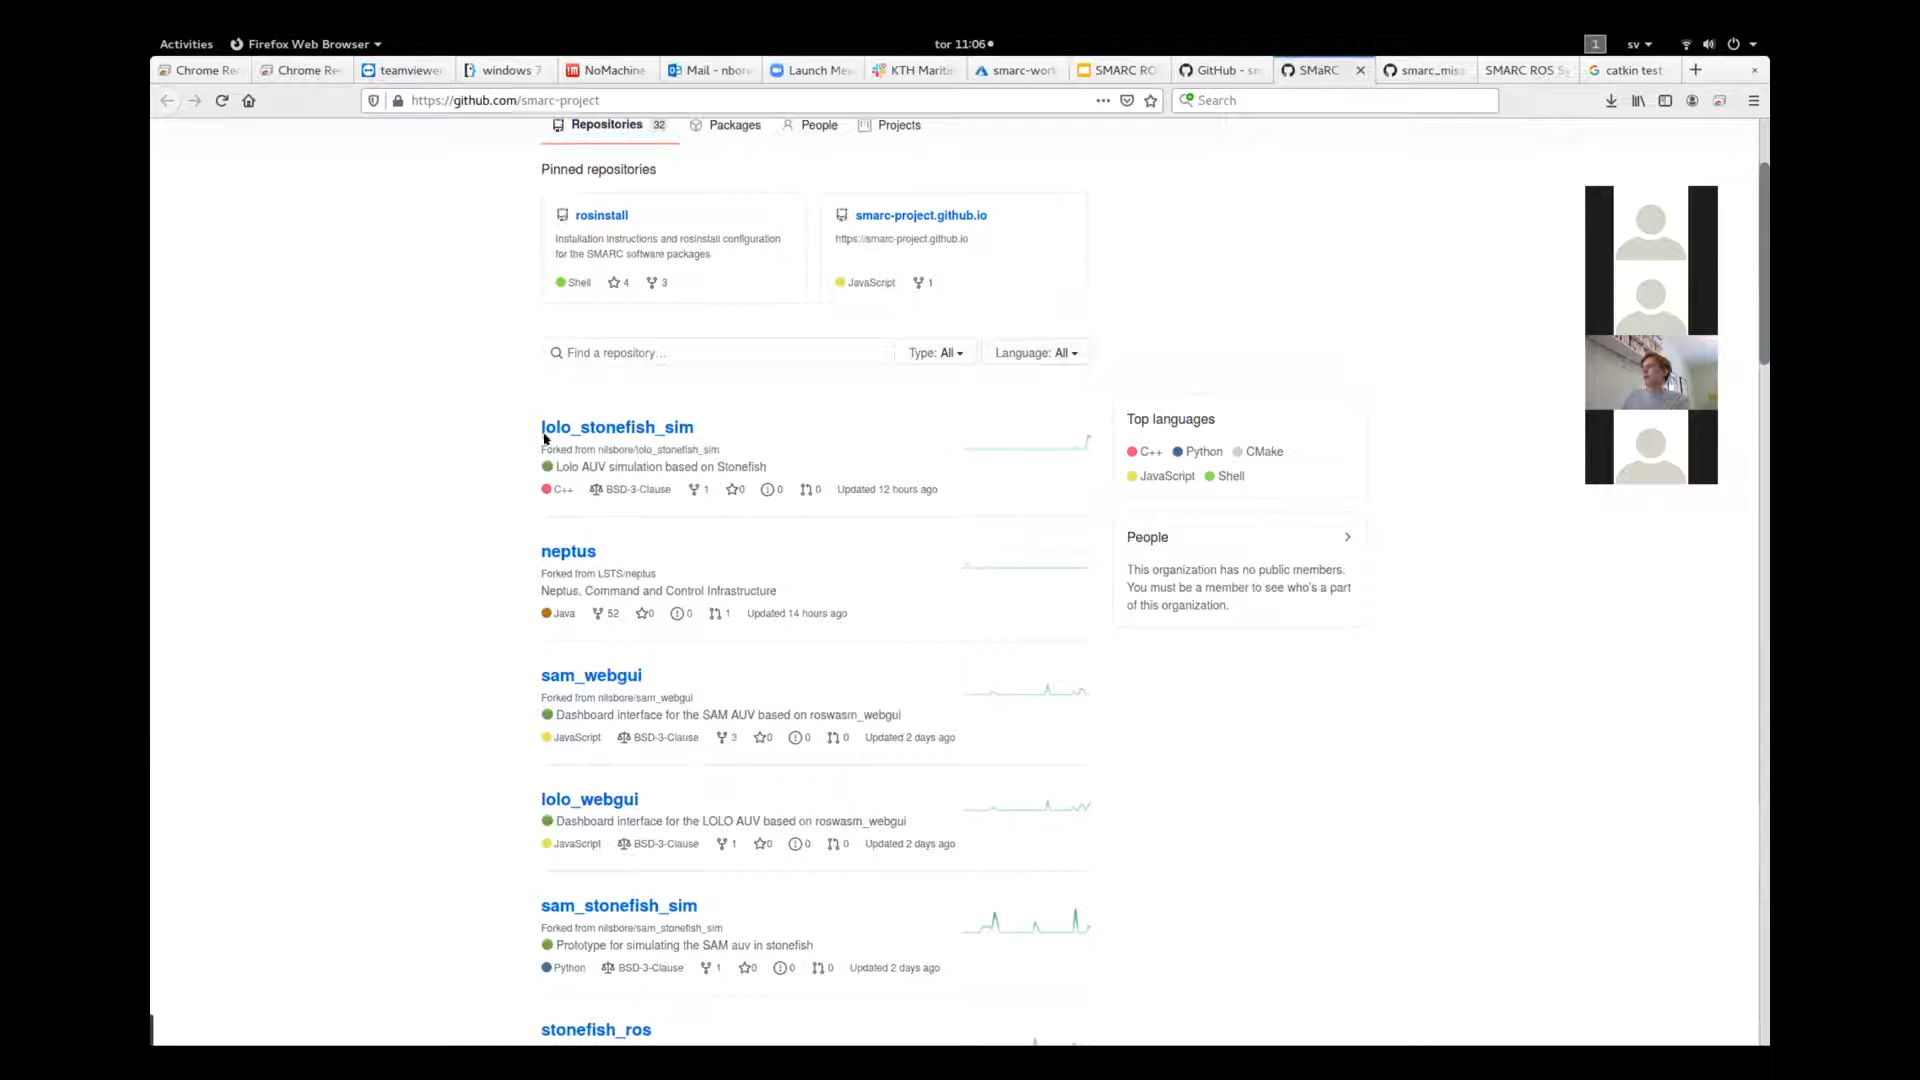 Activities Firefox Web Browser tor 11:06 1 sv
Chrome Re Chrome Re teamviewer windows 7 NoMachine Mail - nbor Launch Me KTH Mariti smarc-wor SMARC RO GitHub - sm SMaRC smarc_mis SMARC ROS S catkin test
https://github.com/smarc-project Search
Repositories 32 Packages People Projects
Pinned repositories
rosinstall
Installation instructions and rosinstall configuration
for the SMARC software packages
Shell 4 3
smarc-project.github.io
https://smarc-project.github.io
JavaScript 1
Find a repository… Type: All Language: All
lolo_stonefish_sim
Forked from nilsbore/lolo_stonefish_sim
Lolo AUV simulation based on Stonefish
C++ BSD-3-Clause 1 0 0 0 Updated 12 hours ago
neptus
Forked from LSTS/neptus
Neptus, Command and Control Infrastructure
Java 52 0 0 1 Updated 14 hours ago
sam_webgui
Forked from nilsbore/sam_webgui
Dashboard interface for the SAM AUV based on roswasm_webgui
JavaScript BSD-3-Clause 3 0 0 0 Updated 2 days ago
lolo_webgui
Dashboard interface for the LOLO AUV based on roswasm_webgui
JavaScript BSD-3-Clause 1 0 0 0 Updated 2 days ago
sam_stonefish_sim
Forked from nilsbore/sam_stonefish_sim
Prototype for simulating the SAM auv in stonefish
Python BSD-3-Clause 1 0 0 0 Updated 2 days ago
stonefish_ros
Top languages
C++ Python CMake
JavaScript Shell
People
This organization has no public members.
You must be a member to see who's a part
of this organization.